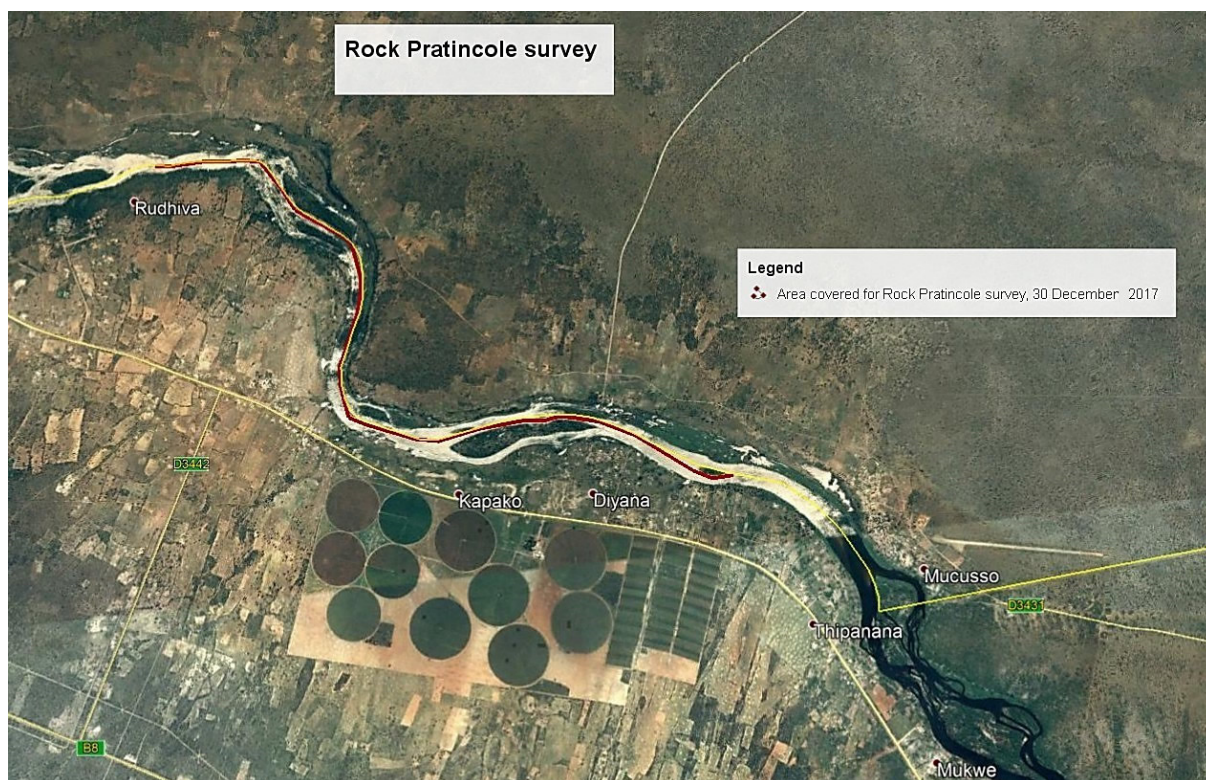 Rock Pratincole survey
Rudhiva
Legend
Area covered for Rock Pratincole survey, 30 December 2017
D3442
Kapako
Diyana
Mucusso
D3431
Thipanana
B8
Mukwe